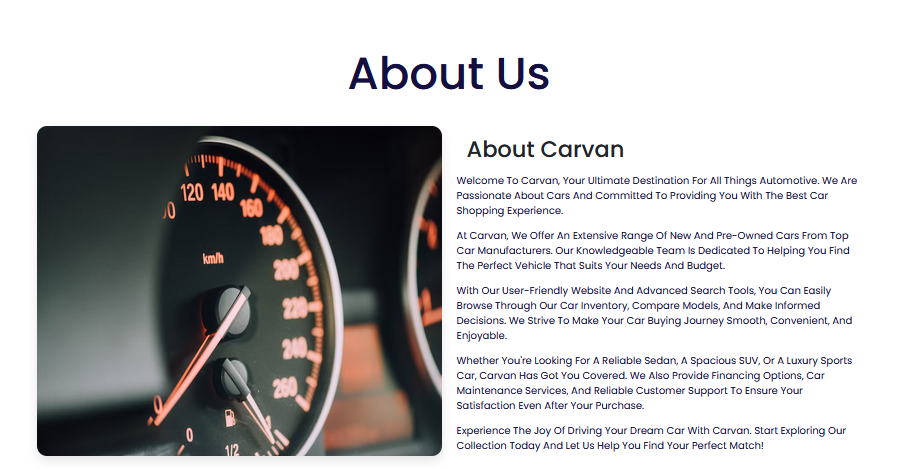 About Us
120 140
160
180
km/h
200
220
240
260
0
1/2
About Carvan
Welcome To Carvan, Your Ultimate Destination For All Things Automotive. We Are
Passionate About Cars And Committed To Providing You With The Best Car
Shopping Experience.
At Carvan, We Offer An Extensive Range Of New And Pre-Owned Cars From Top
Car Manufacturers. Our Knowledgeable Team Is Dedicated To Helping You Find
The Perfect Vehicle That Suits Your Needs And Budget.
With Our User-Friendly Website And Advanced Search Tools, You Can Easily
Browse Through Our Car Inventory, Compare Models, And Make Informed
Decisions. We Strive To Make Your Car Buying Journey Smooth, Convenient, And
Enjoyable.
Whether You're Looking For A Reliable Sedan, A Spacious SUV, Or A Luxury Sports
Car, Carvan Has Got You Covered. We Also Provide Financing Options, Car
Maintenance Services, And Reliable Customer Support To Ensure Your
Satisfaction Even After Your Purchase.
Experience The Joy Of Driving Your Dream Car With Carvan. Start Exploring Our
Collection Today And Let Us Help You Find Your Perfect Match!